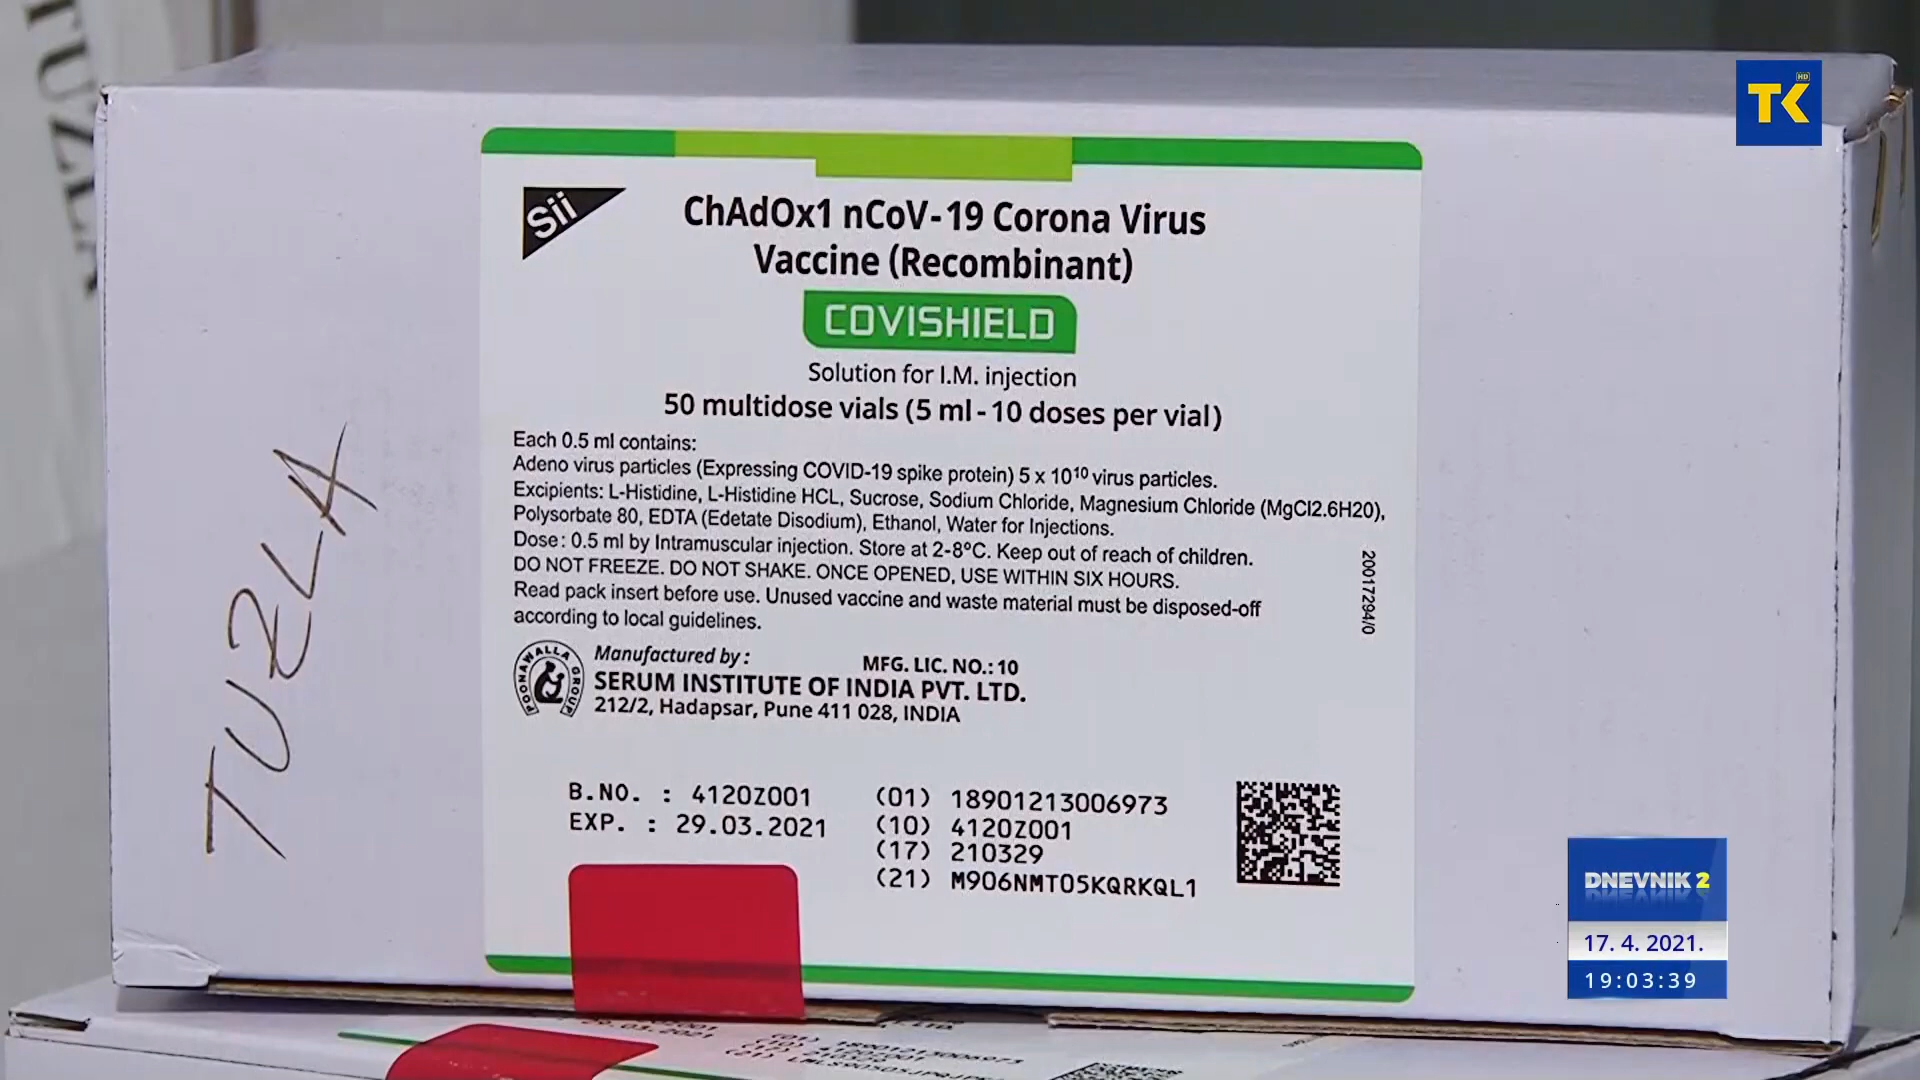 TUZLA
TK HD
Sii
ChAdOx1 nCoV-19 Corona Virus
Vaccine (Recombinant)
COVISHIELD
Solution for I.M. injection
50 multidose vials (5 ml - 10 doses per vial)
Each 0.5 ml contains:
Adeno virus particles (Expressing COVID-19 spike protein) 5 x 10¹⁰ virus particles.
Excipients: L-Histidine, L-Histidine HCL, Sucrose, Sodium Chloride, Magnesium Chloride (MgCl2.6H20),
Polysorbate 80, EDTA (Edetate Disodium), Ethanol, Water for Injections.
Dose: 0.5 ml by Intramuscular injection. Store at 2-8°C. Keep out of reach of children.
DO NOT FREEZE. DO NOT SHAKE. ONCE OPENED, USE WITHIN SIX HOURS.
Read pack insert before use. Unused vaccine and waste material must be disposed-off
according to local guidelines.
20017294/0
POONAWALLA GROUP
Manufactured by :
MFG. LIC. NO.: 10
SERUM INSTITUTE OF INDIA PVT. LTD.
212/2, Hadapsar, Pune 411 028, INDIA
B.NO. : 4120Z001
EXP. : 29.03.2021
(01) 18901213006973
(10) 4120Z001
(17) 210329
(21) M906NMT05KQRKQL1
TUZLA
DNEVNIK 2
17. 4. 2021.
19:03:39